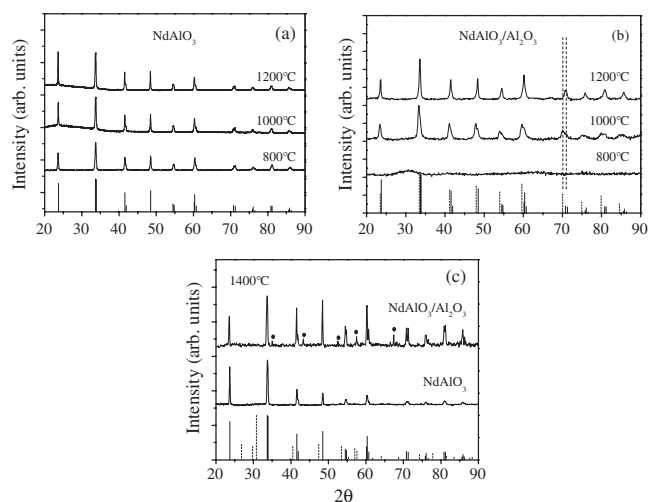 NdAlO₃
(a)
1200℃
1000℃
800℃
Intensity (arb. units)
20 30 40 50 60 70 80 90
NdAlO₃/Al₂O₃
(b)
1200℃
1000℃
800℃
Intensity (arb. units)
20 30 40 50 60 70 80 90
1400℃
(c)
NdAlO₃/Al₂O₃
NdAlO₃
Intensity (arb. units)
20 30 40 50 60 70 80 90
2θ